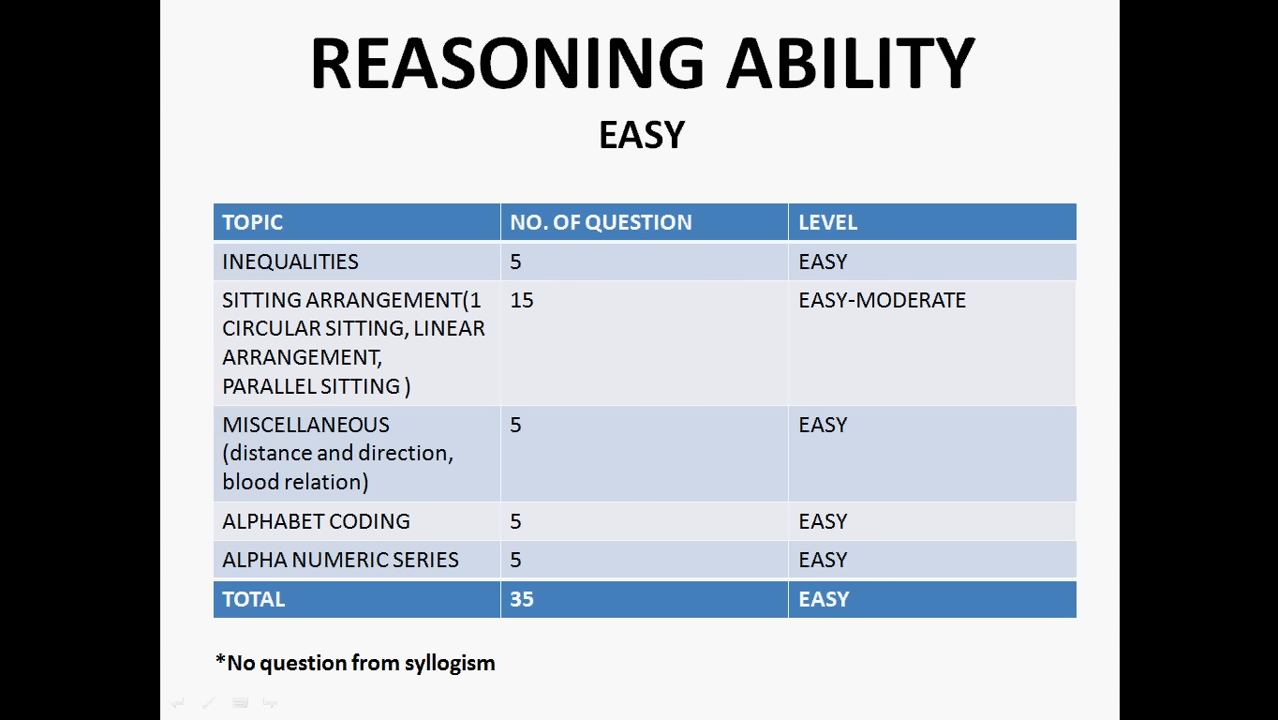 REASONING ABILITY
EASY
TOPIC NO. OF QUESTION LEVEL
INEQUALITIES 5 EASY
SITTING ARRANGEMENT(1 15 EASY-MODERATE
CIRCULAR SITTING, LINEAR
ARRANGEMENT,
PARALLEL SITTING )
MISCELLANEOUS 5 EASY
(distance and direction,
blood relation)
ALPHABET CODING 5 EASY
ALPHA NUMERIC SERIES 5 EASY
TOTAL 35 EASY
*No question from syllogism